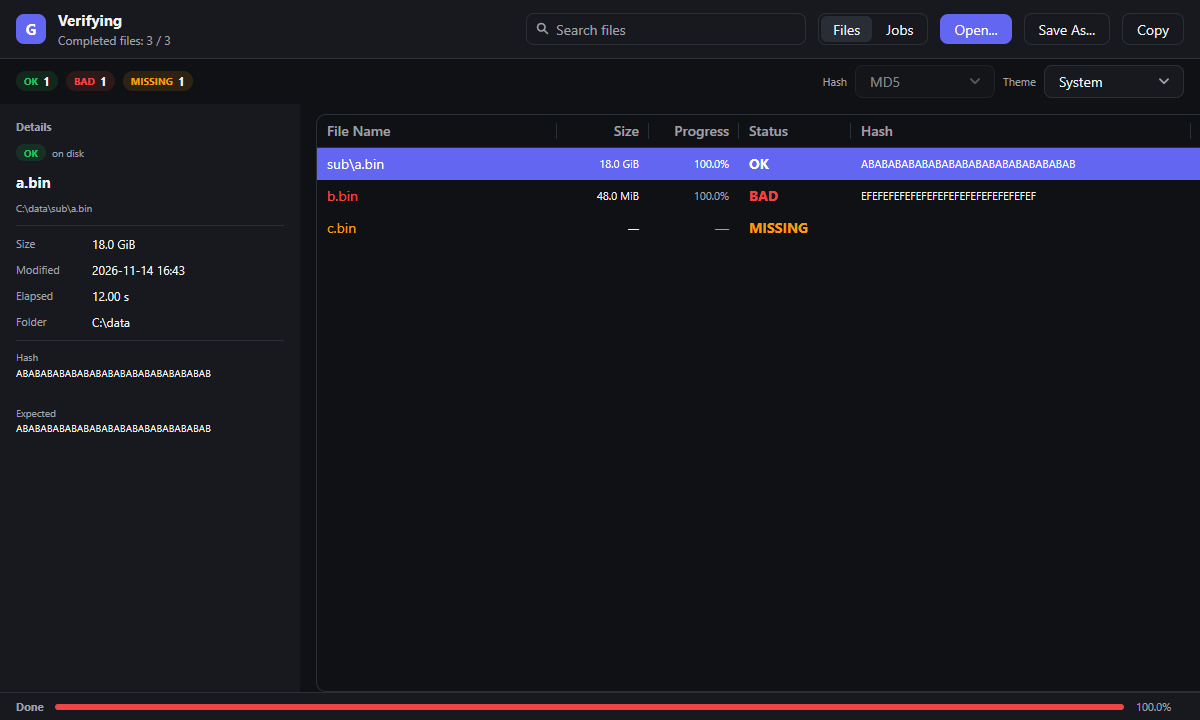 G
Verifying
Completed files: 3 / 3
Search files
Files Jobs
Open...
Save As...
Copy
OK 1 BAD 1 MISSING 1
Hash MD5 Theme System
Details
OK on disk
a.bin
C:\data\sub\a.bin
Size 18.0 GiB
Modified 2026-11-14 16:43
Elapsed 12.00 s
Folder C:\data
Hash
ABABABABABABABABABABABABABABABAB
Expected
ABABABABABABABABABABABABABABABAB
File Name Size Progress Status Hash
sub\a.bin 18.0 GiB 100.0% OK ABABABABABABABABABABABABABABABAB
b.bin 48.0 MiB 100.0% BAD EFEFEFEFEFEFEFEFEFEFEFEFEFEFEFEF
c.bin — — MISSING
Done 100.0%